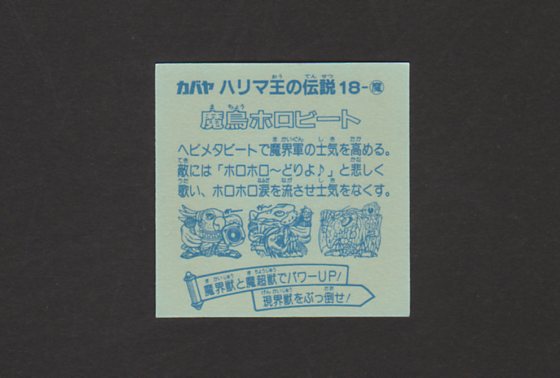 カバヤ ハリマ王の伝説 18-魔
魔鳥ホロビート
ヘビメタビートで魔界軍の士気を高める。
敵には「ホロホロ～どりよ♪」と悲しく
歌い、ホロホロ涙を流させ士気をなくす。
魔界獣と魔超獣でパワーUP!
現界獣をぶっ倒せ!